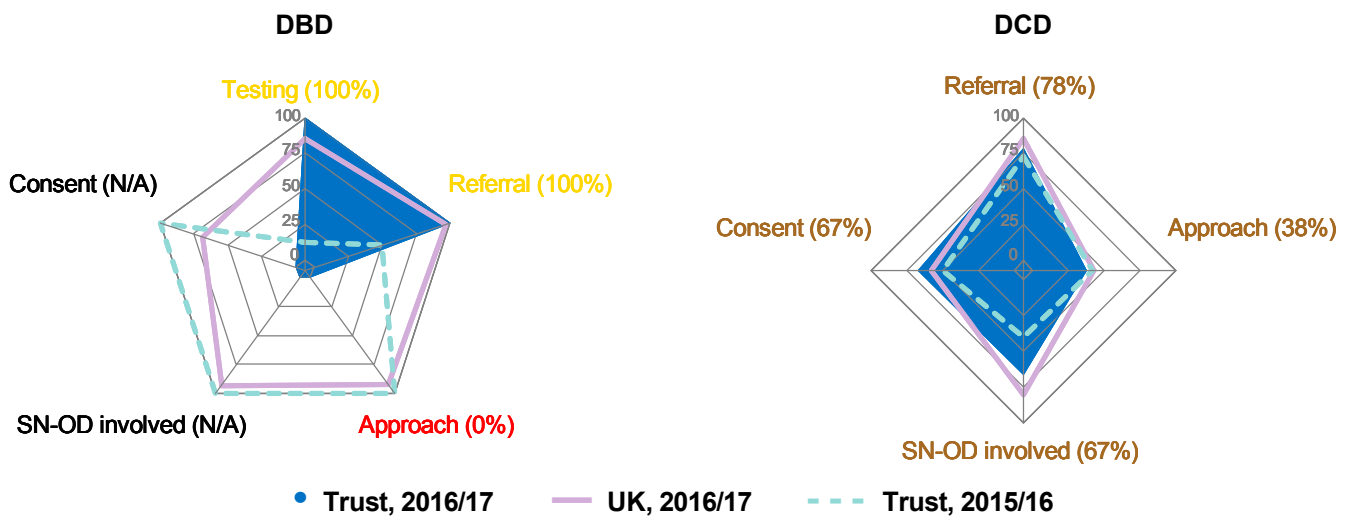 DBD
DCD
Testing (100%)
100
75
50
25
0
Consent (N/A)
Referral (100%)
SN-OD involved (N/A)
Approach (0%)
Referral (78%)
100
75
50
25
0
Consent (67%)
Approach (38%)
SN-OD involved (67%)
Trust, 2016/17
UK, 2016/17
Trust, 2015/16